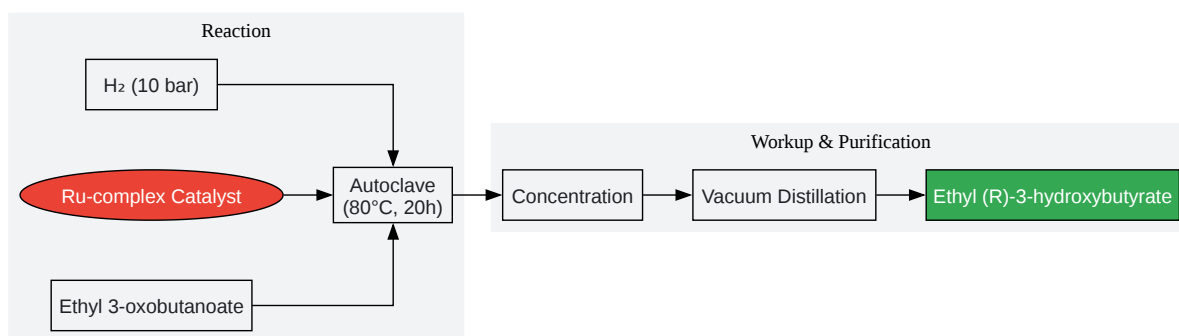 Reaction
H₂ (10 bar)
Ru-complex Catalyst
Autoclave
(80°C, 20h)
Ethyl 3-oxobutanoate
Workup & Purification
Concentration
Vacuum Distillation
Ethyl (R)-3-hydroxybutyrate